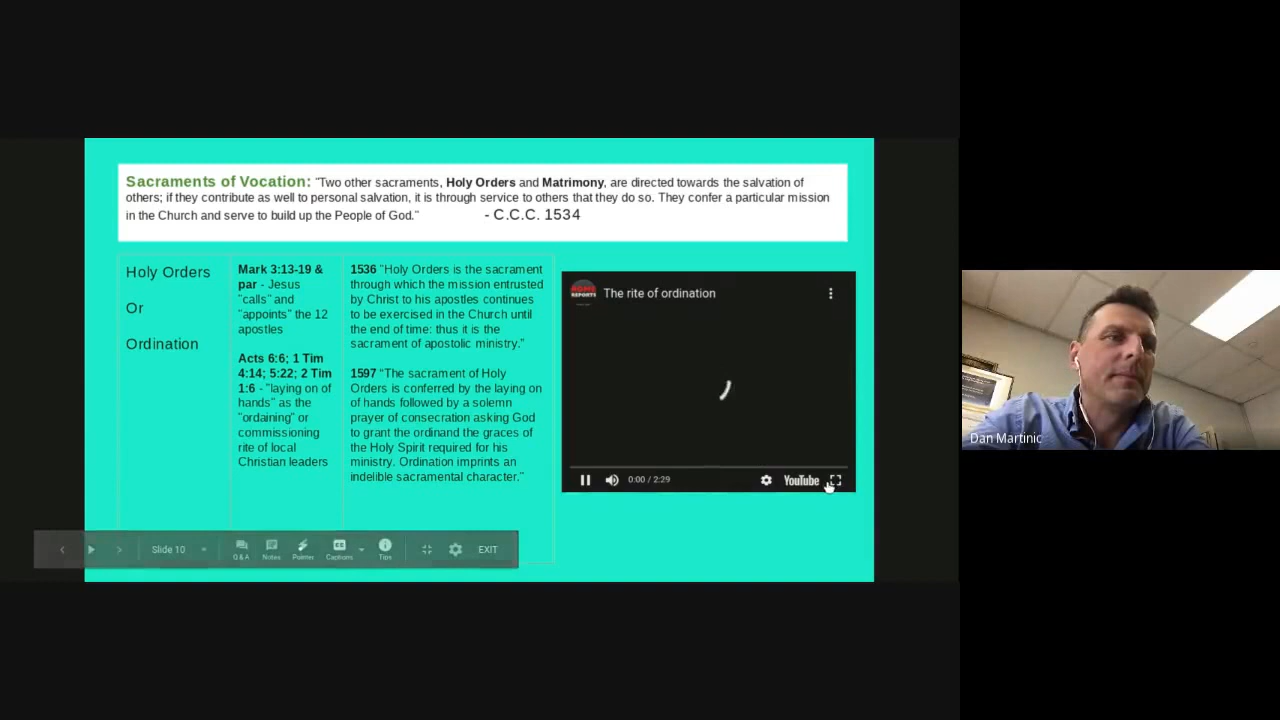 Sacraments of Vocation: "Two other sacraments, Holy Orders and Matrimony, are directed towards the salvation of
others; if they contribute as well to personal salvation, it is through service to others that they do so. They confer a particular mission
in the Church and serve to build up the People of God." - C.C.C. 1534
Holy Orders
Or
Ordination
Mark 3:13-19 &
par - Jesus
"calls" and
"appoints" the 12
apostles
Acts 6:6; 1 Tim
4:14; 5:22; 2 Tim
1:6 - "laying on of
hands" as the
"ordaining" or
commissioning
rite of local
Christian leaders
1536 "Holy Orders is the sacrament
through which the mission entrusted
by Christ to his apostles continues
to be exercised in the Church until
the end of time: thus it is the
sacrament of apostolic ministry."
1597 "The sacrament of Holy
Orders is conferred by the laying on
of hands followed by a solemn
prayer of consecration asking God
to grant the ordinand the graces of
the Holy Spirit required for his
ministry. Ordination imprints an
indelible sacramental character."
ROME
REPORTS
The rite of ordination
0:00 / 2:29
YouTube
Slide 10
Q & A
Notes
Pointer
CC
Captions
Tips
EXIT
Dan Martinic